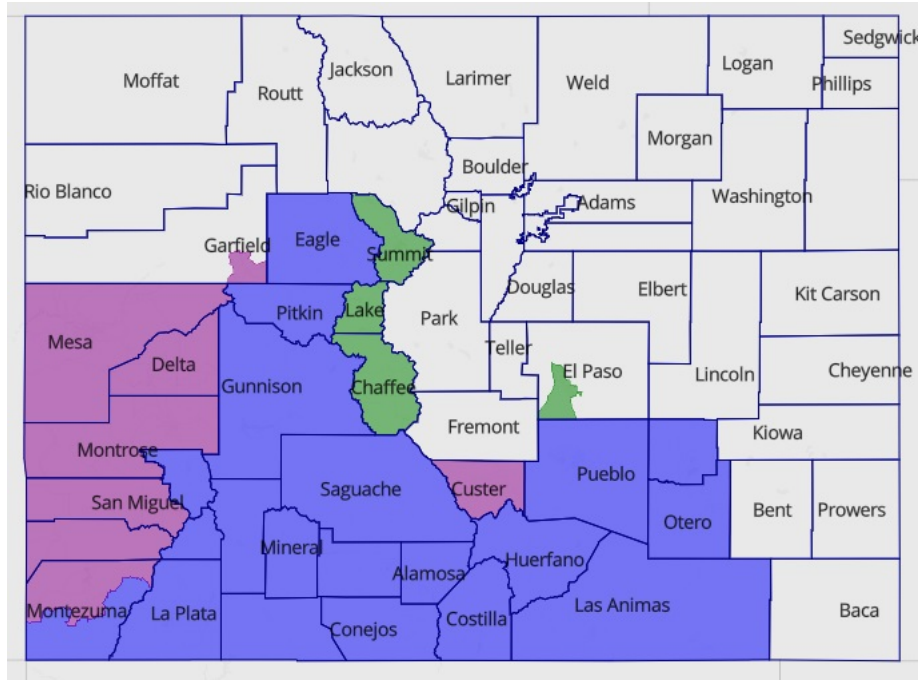 Sedgwick
Moffat
Jackson
Larimer
Weld
Logan
Phillips
Routt
Morgan
Boulder
Rio Blanco
Gilpin
Adams
Washington
Garfield
Eagle
Summit
Douglas
Elbert
Kit Carson
Mesa
Pitkin
Lake
Park
Teller
Delta
Gunnison
Chaffee
El Paso
Lincoln
Cheyenne
Fremont
Kiowa
Montrose
Saguache
Custer
Pueblo
San Miguel
Otero
Bent
Prowers
Mineral
Alamosa
Huerfano
Montezuma
La Plata
Conejos
Costilla
Las Animas
Baca